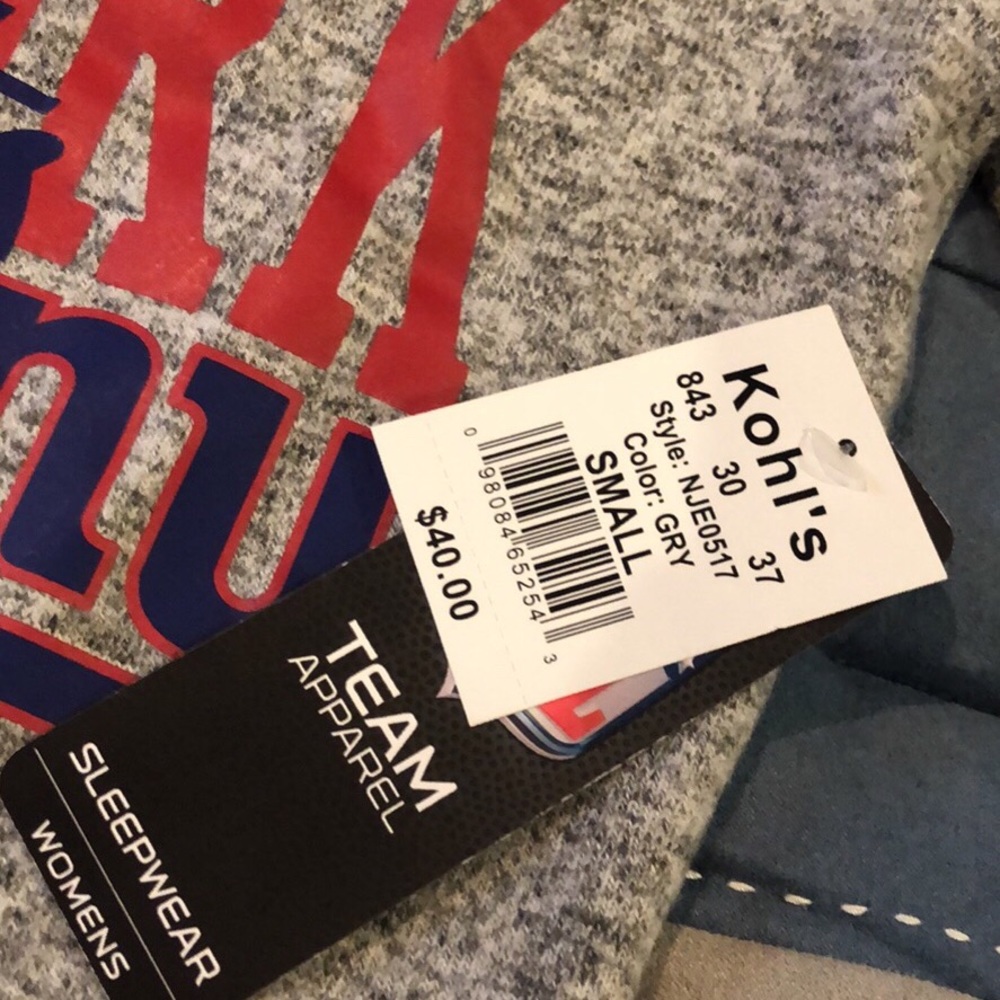 RK
Kohl's
843 30 37
Style: NJE0517
Color: GRY
SMALL
0 98084 65254 3
$40.00
TEAM
APPAREL
SLEEPWEAR
WOMENS